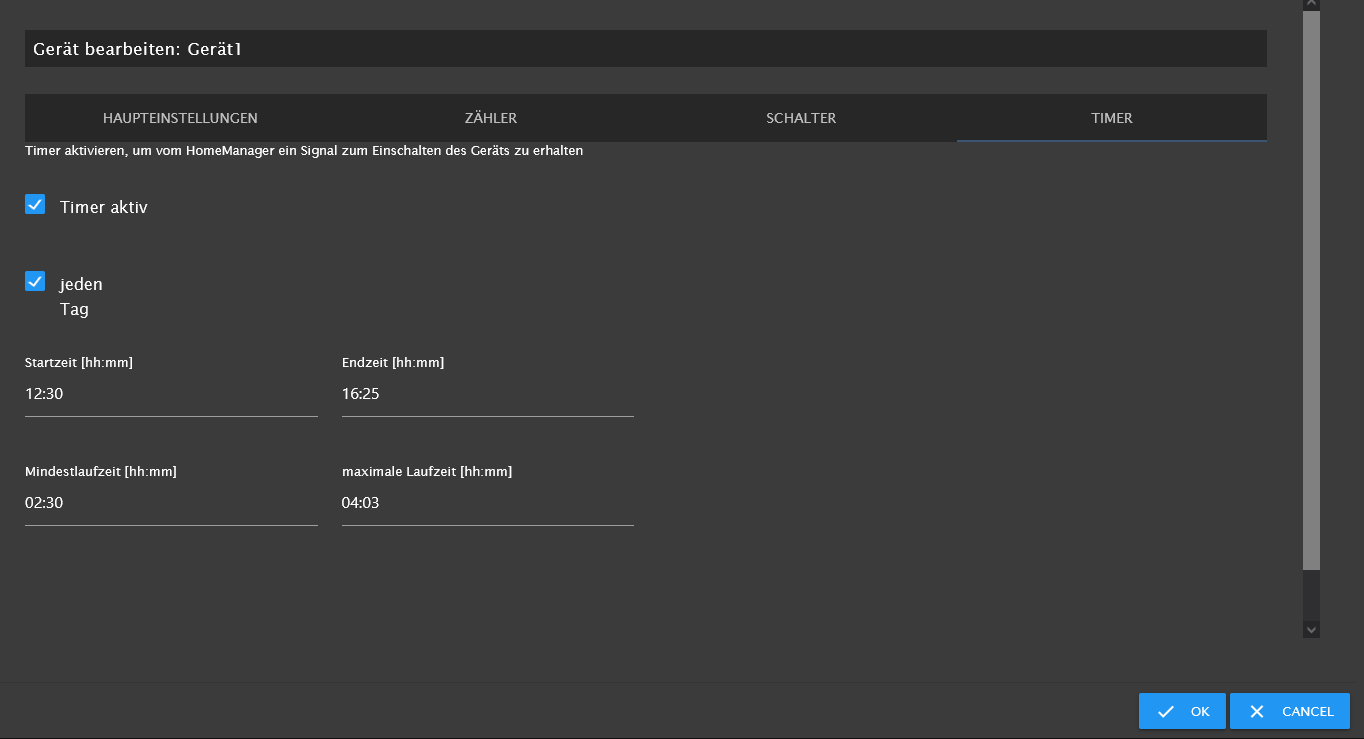 Gerät bearbeiten: Gerät1
HAUPTEINSTELLUNGEN ZÄHLER SCHALTER TIMER
Timer aktivieren, um vom HomeManager ein Signal zum Einschalten des Geräts zu erhalten
Timer aktiv
jeden
Tag
Startzeit [hh:mm] Endzeit [hh:mm]
12:30 16:25
Mindestlaufzeit [hh:mm] maximale Laufzeit [hh:mm]
02:30 04:03
OK CANCEL